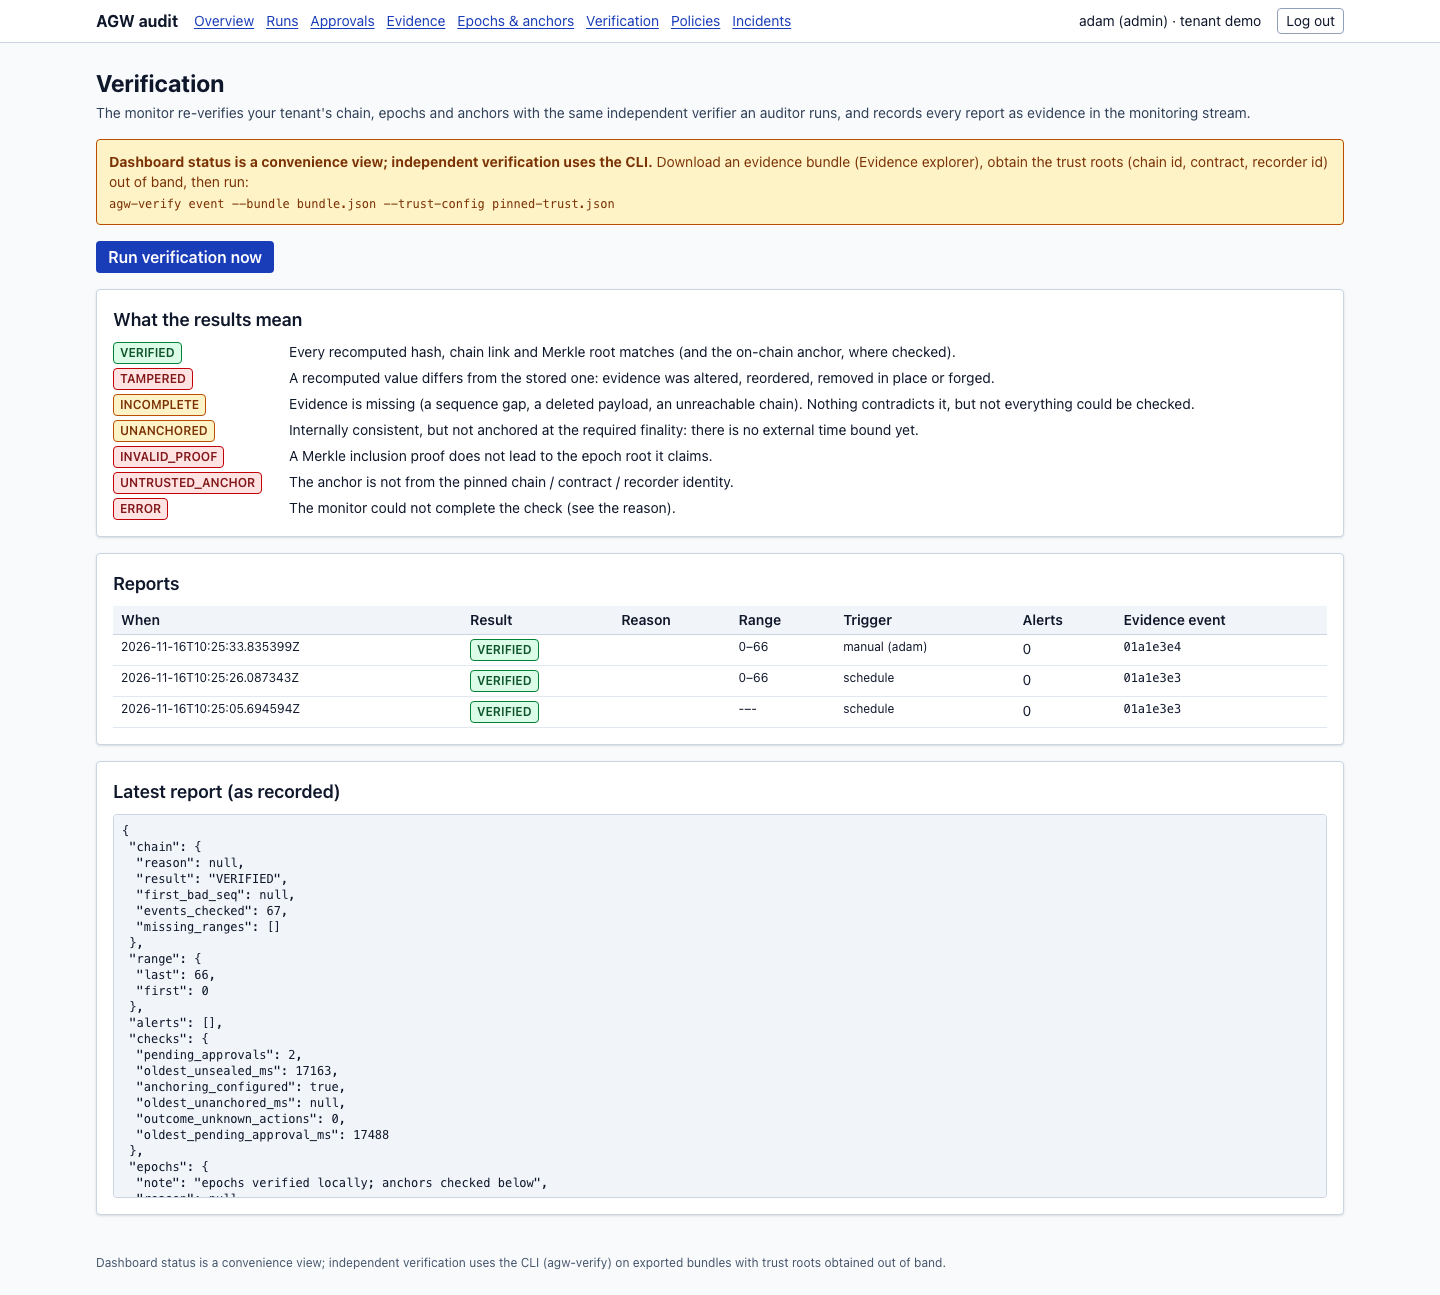 AGW audit Overview Runs Approvals Evidence Epochs & anchors Verification Policies Incidents adam (admin) · tenant demo Log out
Verification
The monitor re-verifies your tenant's chain, epochs and anchors with the same independent verifier an auditor runs, and records every report as evidence in the monitoring stream.
Dashboard status is a convenience view; independent verification uses the CLI. Download an evidence bundle (Evidence explorer), obtain the trust roots (chain id, contract, recorder id)
out of band, then run:
agw-verify event --bundle bundle.json --trust-config pinned-trust.json
Run verification now
What the results mean
VERIFIED Every recomputed hash, chain link and Merkle root matches (and the on-chain anchor, where checked).
TAMPERED A recomputed value differs from the stored one: evidence was altered, reordered, removed in place or forged.
INCOMPLETE Evidence is missing (a sequence gap, a deleted payload, an unreachable chain). Nothing contradicts it, but not everything could be checked.
UNANCHORED Internally consistent, but not anchored at the required finality: there is no external time bound yet.
INVALID_PROOF A Merkle inclusion proof does not lead to the epoch root it claims.
UNTRUSTED_ANCHOR The anchor is not from the pinned chain / contract / recorder identity.
ERROR The monitor could not complete the check (see the reason).
Reports
When Result Reason Range Trigger Alerts Evidence event
2026-11-16T10:25:33.835399Z VERIFIED 0–66 manual (adam) 0 01a1e3e4
2026-11-16T10:25:26.087343Z VERIFIED 0–66 schedule 0 01a1e3e3
2026-11-16T10:25:05.694594Z VERIFIED -–- schedule 0 01a1e3e3
Latest report (as recorded)
{
"chain": {
"reason": null,
"result": "VERIFIED",
"first_bad_seq": null,
"events_checked": 67,
"missing_ranges": []
},
"range": {
"last": 66,
"first": 0
},
"alerts": [],
"checks": {
"pending_approvals": 2,
"oldest_unsealed_ms": 17163,
"anchoring_configured": true,
"oldest_unanchored_ms": null,
"outcome_unknown_actions": 0,
"oldest_pending_approval_ms": 17488
},
"epochs": {
"note": "epochs verified locally; anchors checked below",
Dashboard status is a convenience view; independent verification uses the CLI (agw-verify) on exported bundles with trust roots obtained out of band.